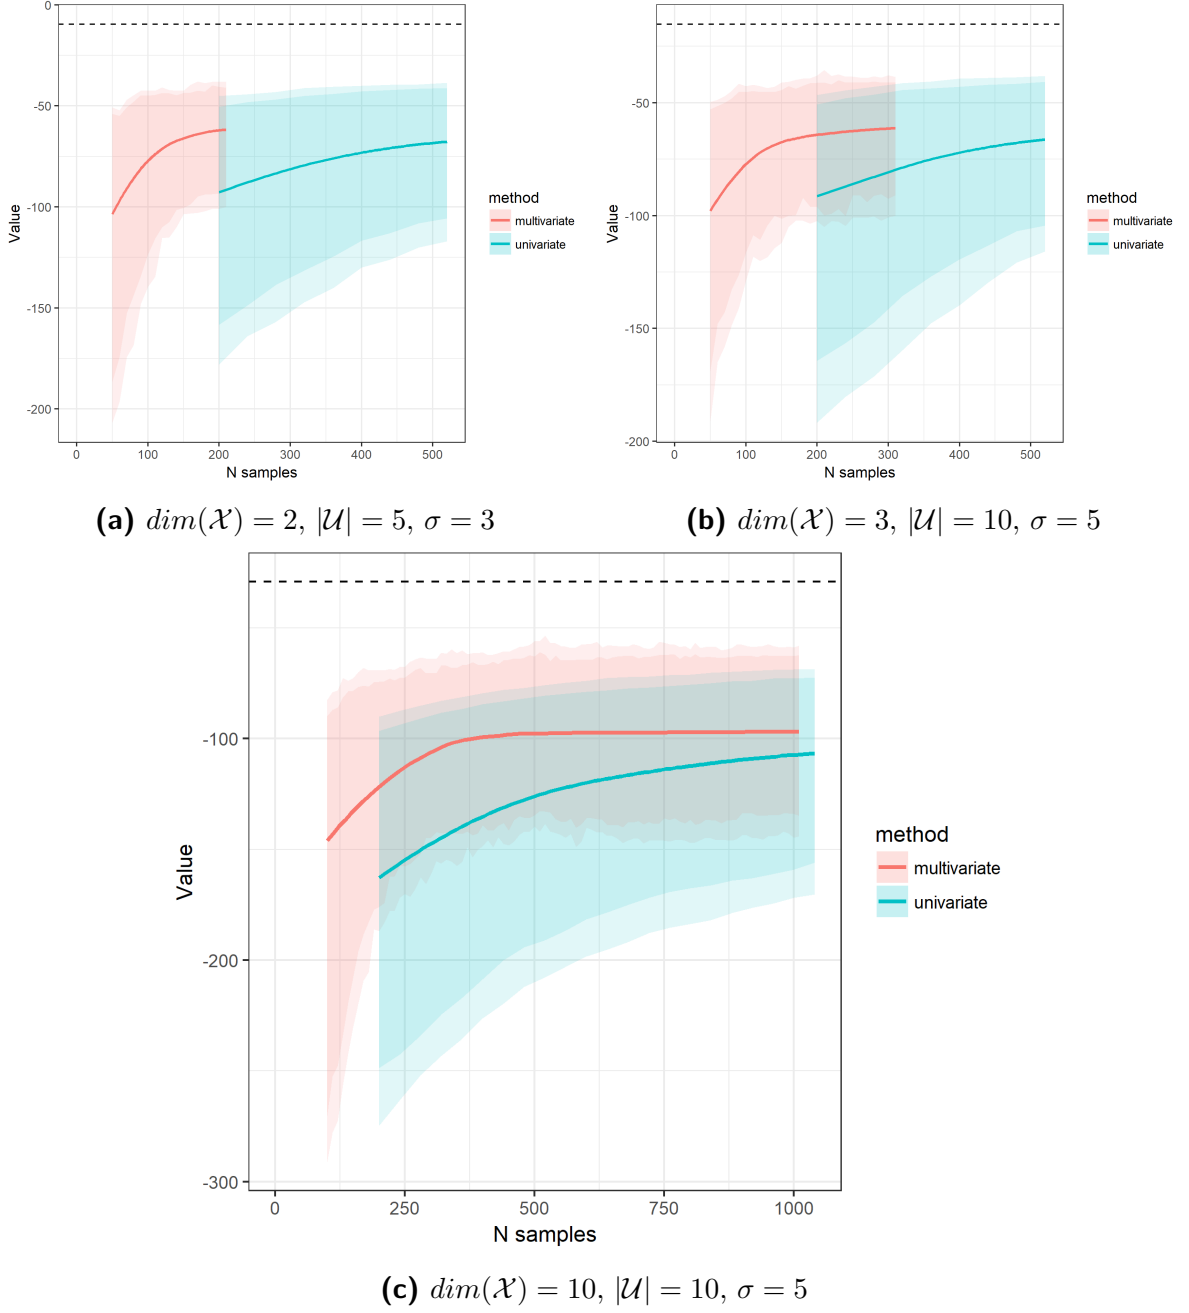 0
-50
-100
-150
-200
Value
0 100 200 300 400 500
N samples
method
multivariate
univariate
(a) dim(𝒳) = 2, |𝒰| = 5, σ = 3
-50
-100
-150
-200
Value
0 100 200 300 400 500
N samples
method
multivariate
univariate
(b) dim(𝒳) = 3, |𝒰| = 10, σ = 5
-100
-200
-300
Value
0 250 500 750 1000
N samples
method
multivariate
univariate
(c) dim(𝒳) = 10, |𝒰| = 10, σ = 5